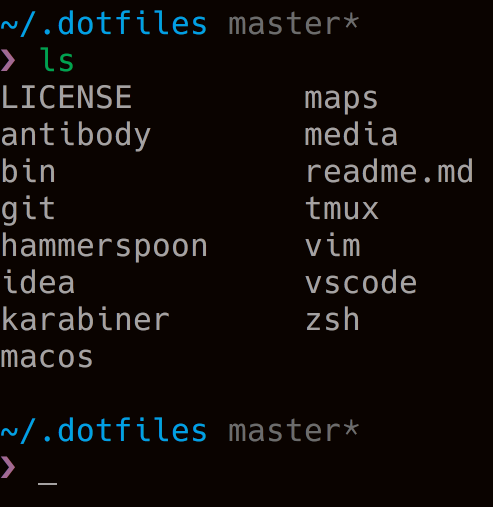 ~/.dotfiles master*
❯ ls
LICENSE maps
antibody media
bin readme.md
git tmux
hammerspoon vim
idea vscode
karabiner zsh
macos
~/.dotfiles master*
❯ _